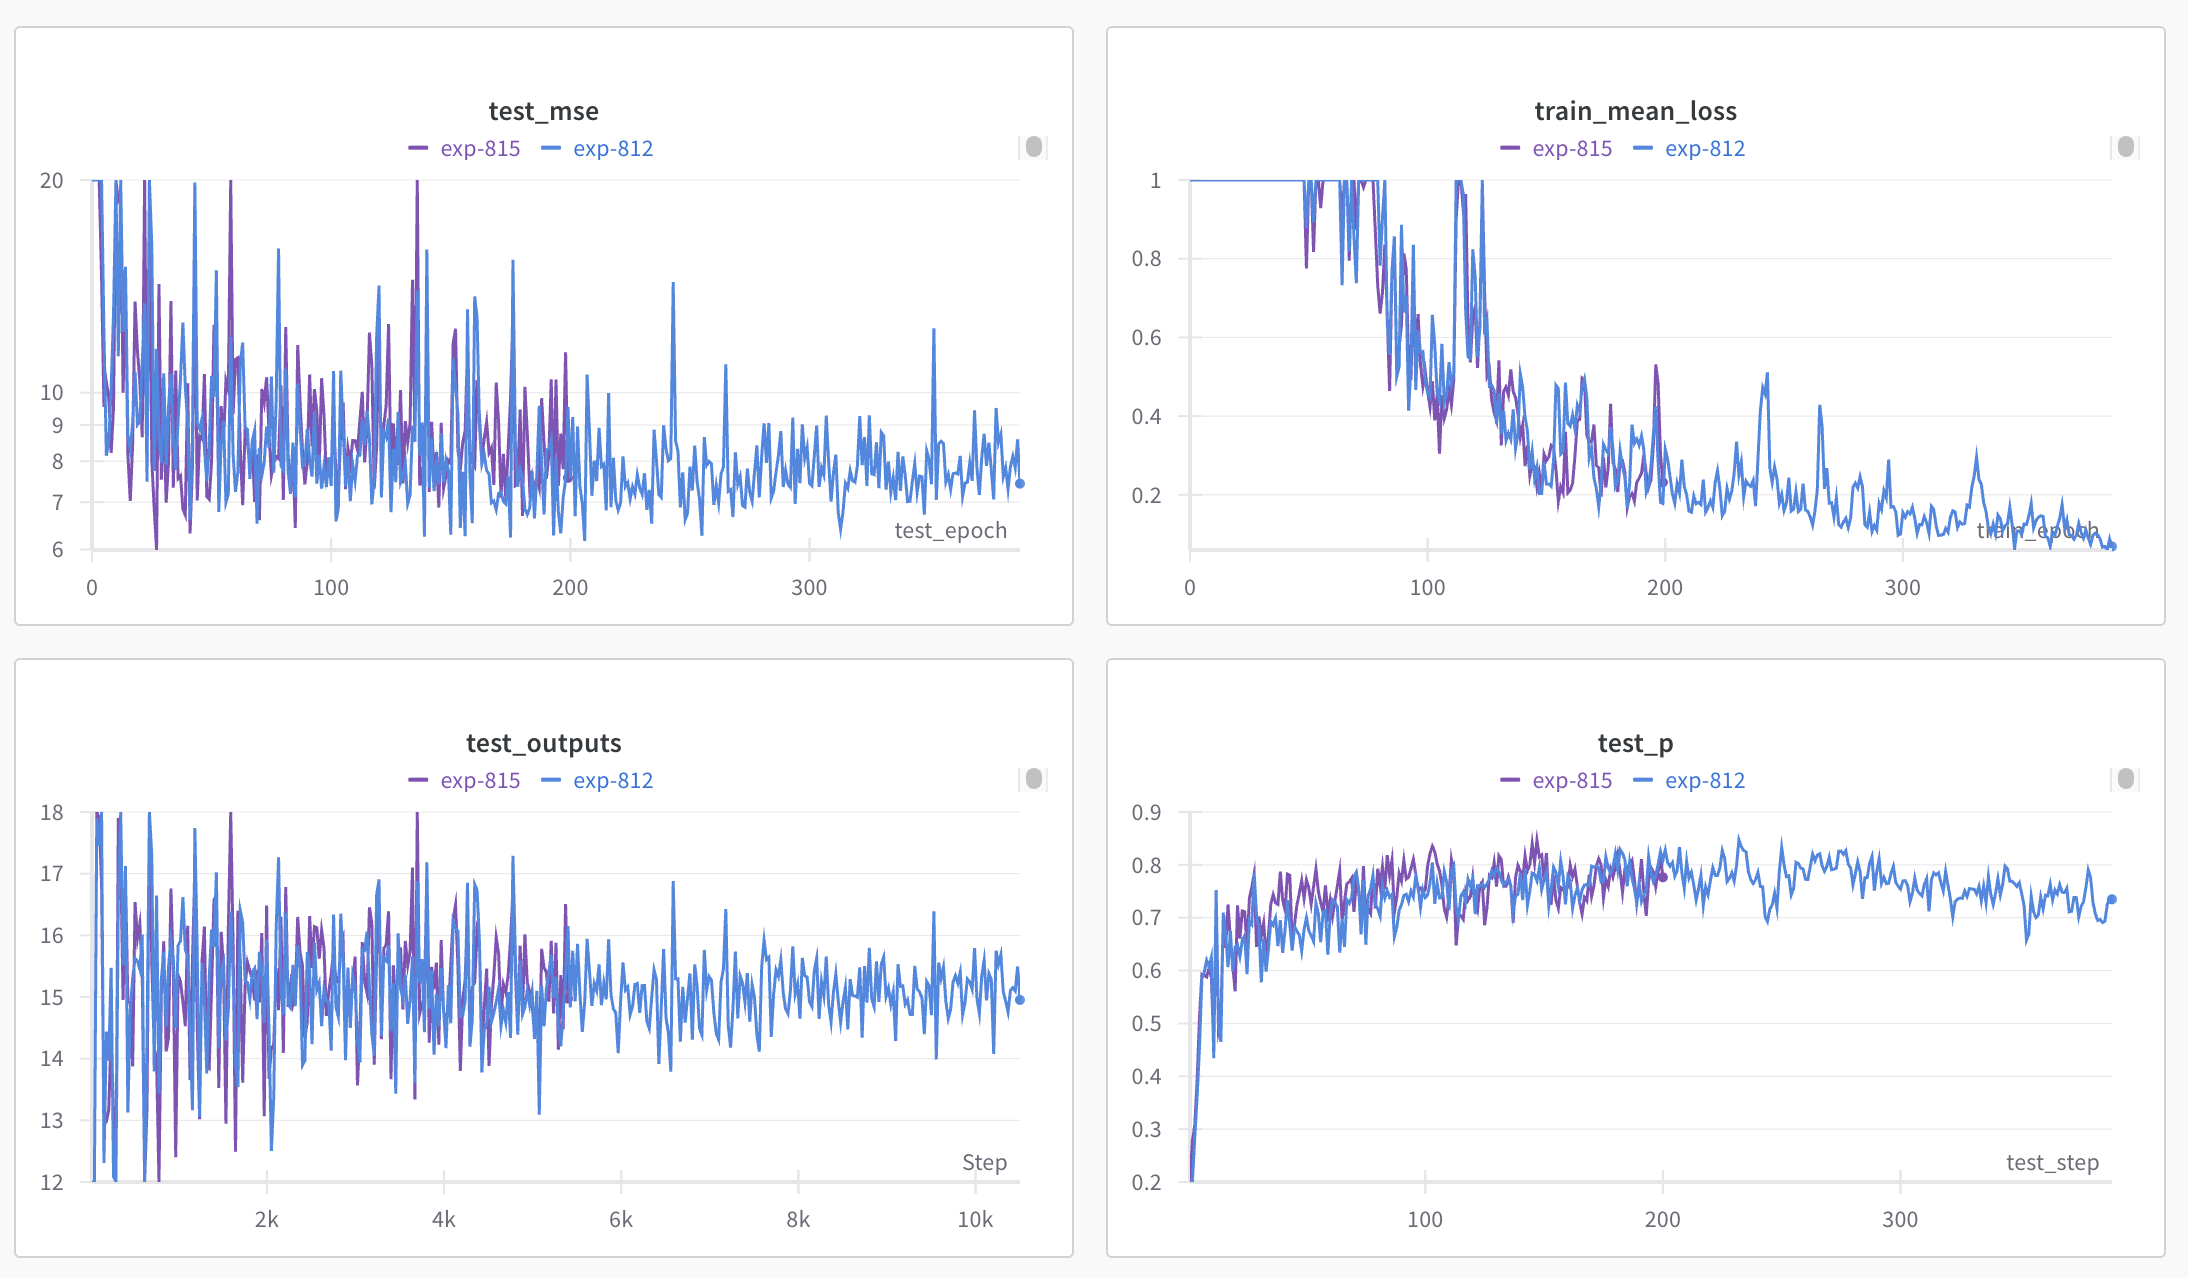 test_mse
exp-815 exp-812
20
10
9
8
7
6
test_epoch
0 100 200 300
train_mean_loss
exp-815 exp-812
1
0.8
0.6
0.4
0.2
train_epoch
0 100 200 300
test_outputs
exp-815 exp-812
18
17
16
15
14
13
12
Step
2k 4k 6k 8k 10k
test_p
exp-815 exp-812
0.9
0.8
0.7
0.6
0.5
0.4
0.3
0.2
test_step
100 200 300